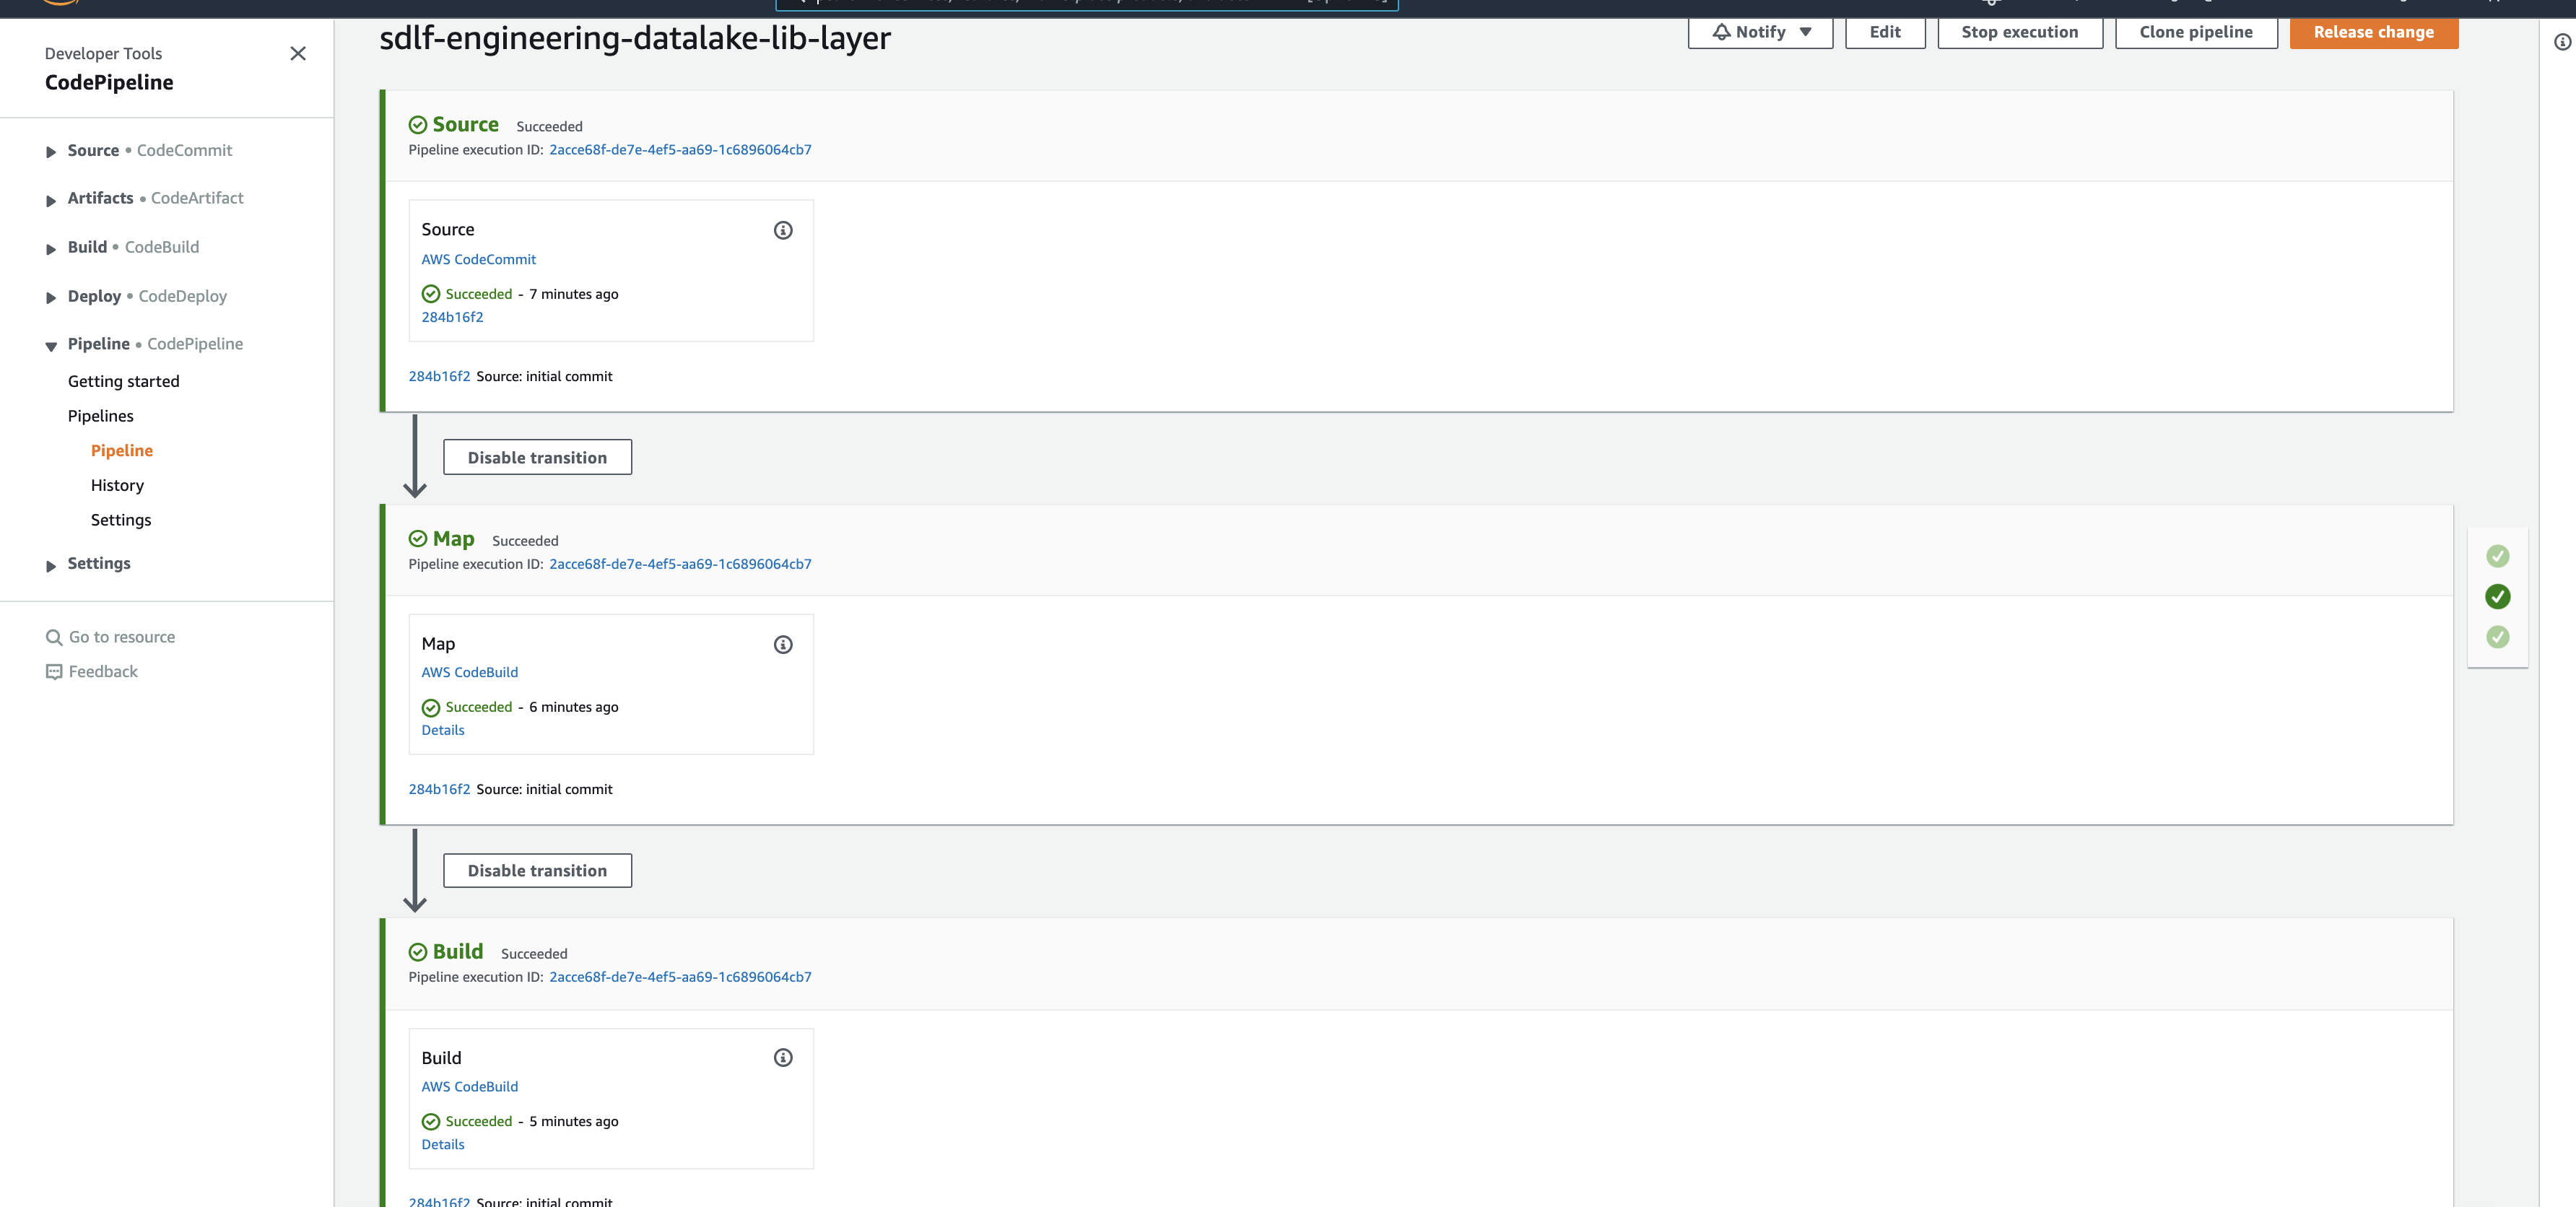 sdlf-engineering-datalake-lib-layer
Notify
Edit
Stop execution
Clone pipeline
Release change
Developer Tools
CodePipeline
Source • CodeCommit
Artifacts • CodeArtifact
Build • CodeBuild
Deploy • CodeDeploy
Pipeline • CodePipeline
Getting started
Pipelines
Pipeline
History
Settings
Settings
Go to resource
Feedback
Source Succeeded
Pipeline execution ID: 2acce68f-de7e-4ef5-aa69-1c6896064cb7
Source
AWS CodeCommit
Succeeded - 7 minutes ago
284b16f2
284b16f2 Source: initial commit
Disable transition
Map Succeeded
Pipeline execution ID: 2acce68f-de7e-4ef5-aa69-1c6896064cb7
Map
AWS CodeBuild
Succeeded - 6 minutes ago
Details
284b16f2 Source: initial commit
Disable transition
Build Succeeded
Pipeline execution ID: 2acce68f-de7e-4ef5-aa69-1c6896064cb7
Build
AWS CodeBuild
Succeeded - 5 minutes ago
Details
284b16f2 Source: initial commit